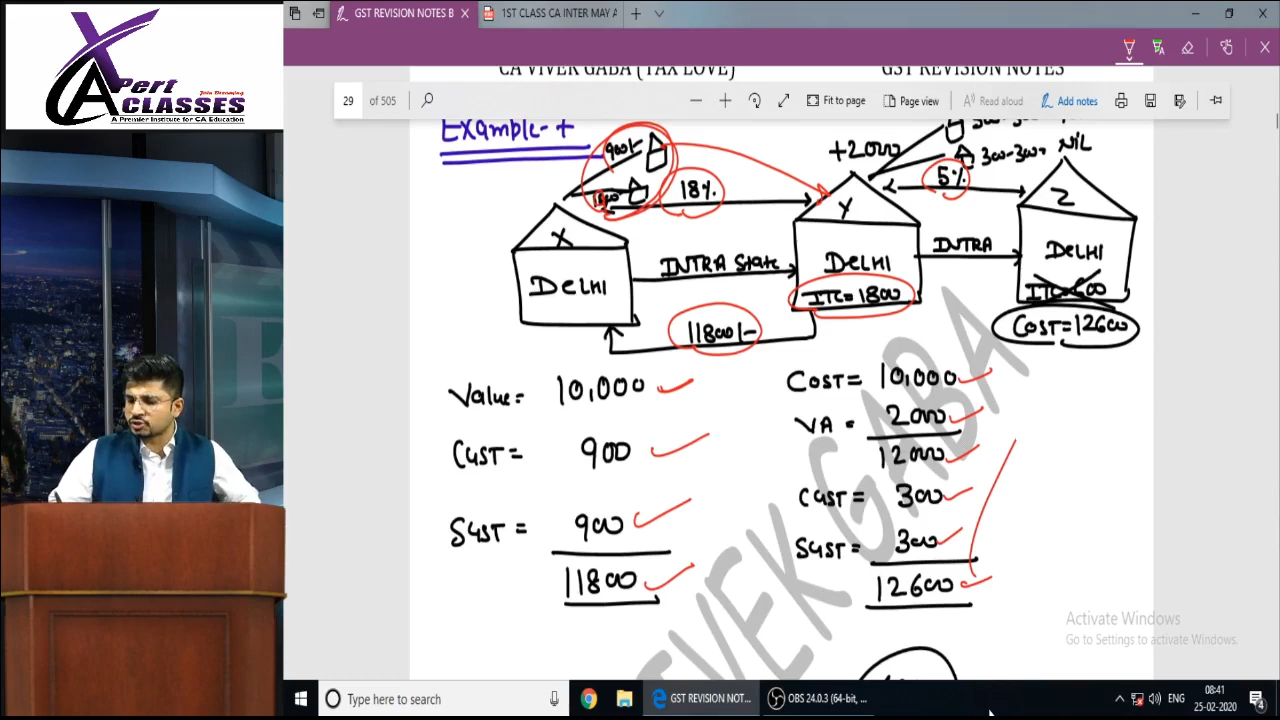 GST REVISION NOTES B
1ST CLASS CA INTER MAY A
XPert
Join Dreaming
CA CLASSES
A Premier Institute for CA Education
CA VIVEK GABA (TAX LOVE)
GST REVISION NOTES
29 of 505
Fit to page
Page view
Read aloud
Add notes
Example-
900/-
18%
+2000
300-300=
300-300=
NIL
5%
X
DELHI
INTRA State
Y
DELHI
ITC=1800
INTRA
Z
DELHI
ITC=600
COST=12600
11800/-
Value= 10,000
CGST= 900
SGST= 900
11800
COST= 10,000
VA = 2000
12000
CGST= 300
SGST= 300
12600
VIVEK GABA
Activate Windows
Go to Settings to activate Windows.
Type here to search
GST REVISION NOT...
OBS 24.0.3 (64-bit, ...
ENG
08:41
25-02-2020
4